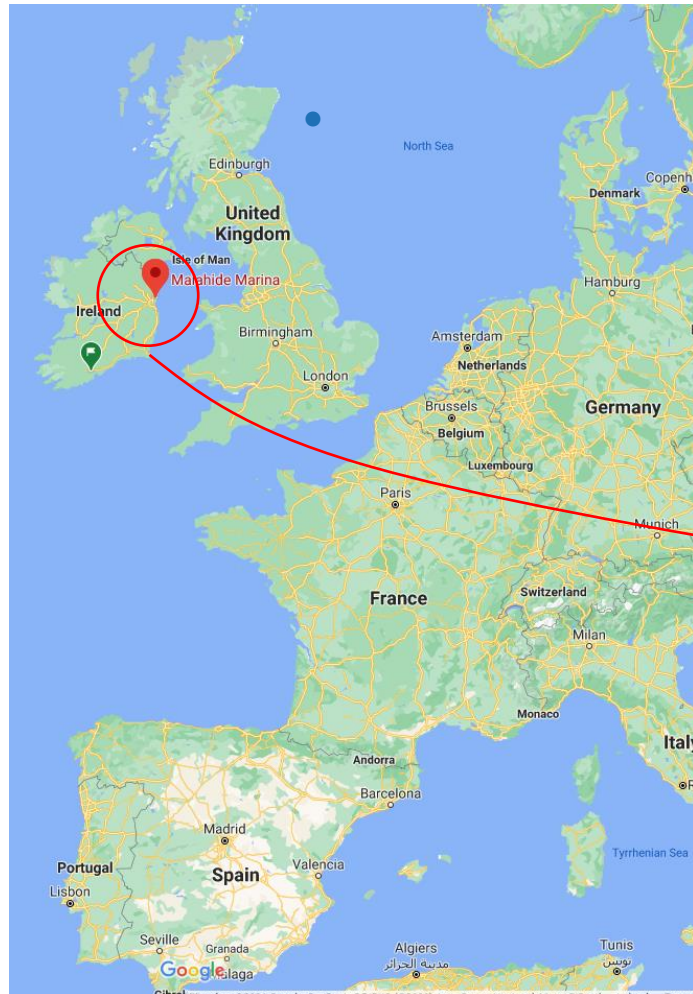 North Sea
Edinburgh
Copenh
Denmark
United
Kingdom
Isle of Man
Malahide Marina
Hamburg
Ireland
Birmingham
Amsterdam
Netherlands
London
Brussels
Germany
Belgium
Luxembourg
Paris
Munich
Switzerland
France
Milan
Monaco
Italy
Andorra
Barcelona
Madrid
Tyrrhenian Sea
Portugal
Valencia
Spain
Lisbon
Seville
Granada
Algiers
مدينة الجزائر
Tunis
تونس
Google
alaga